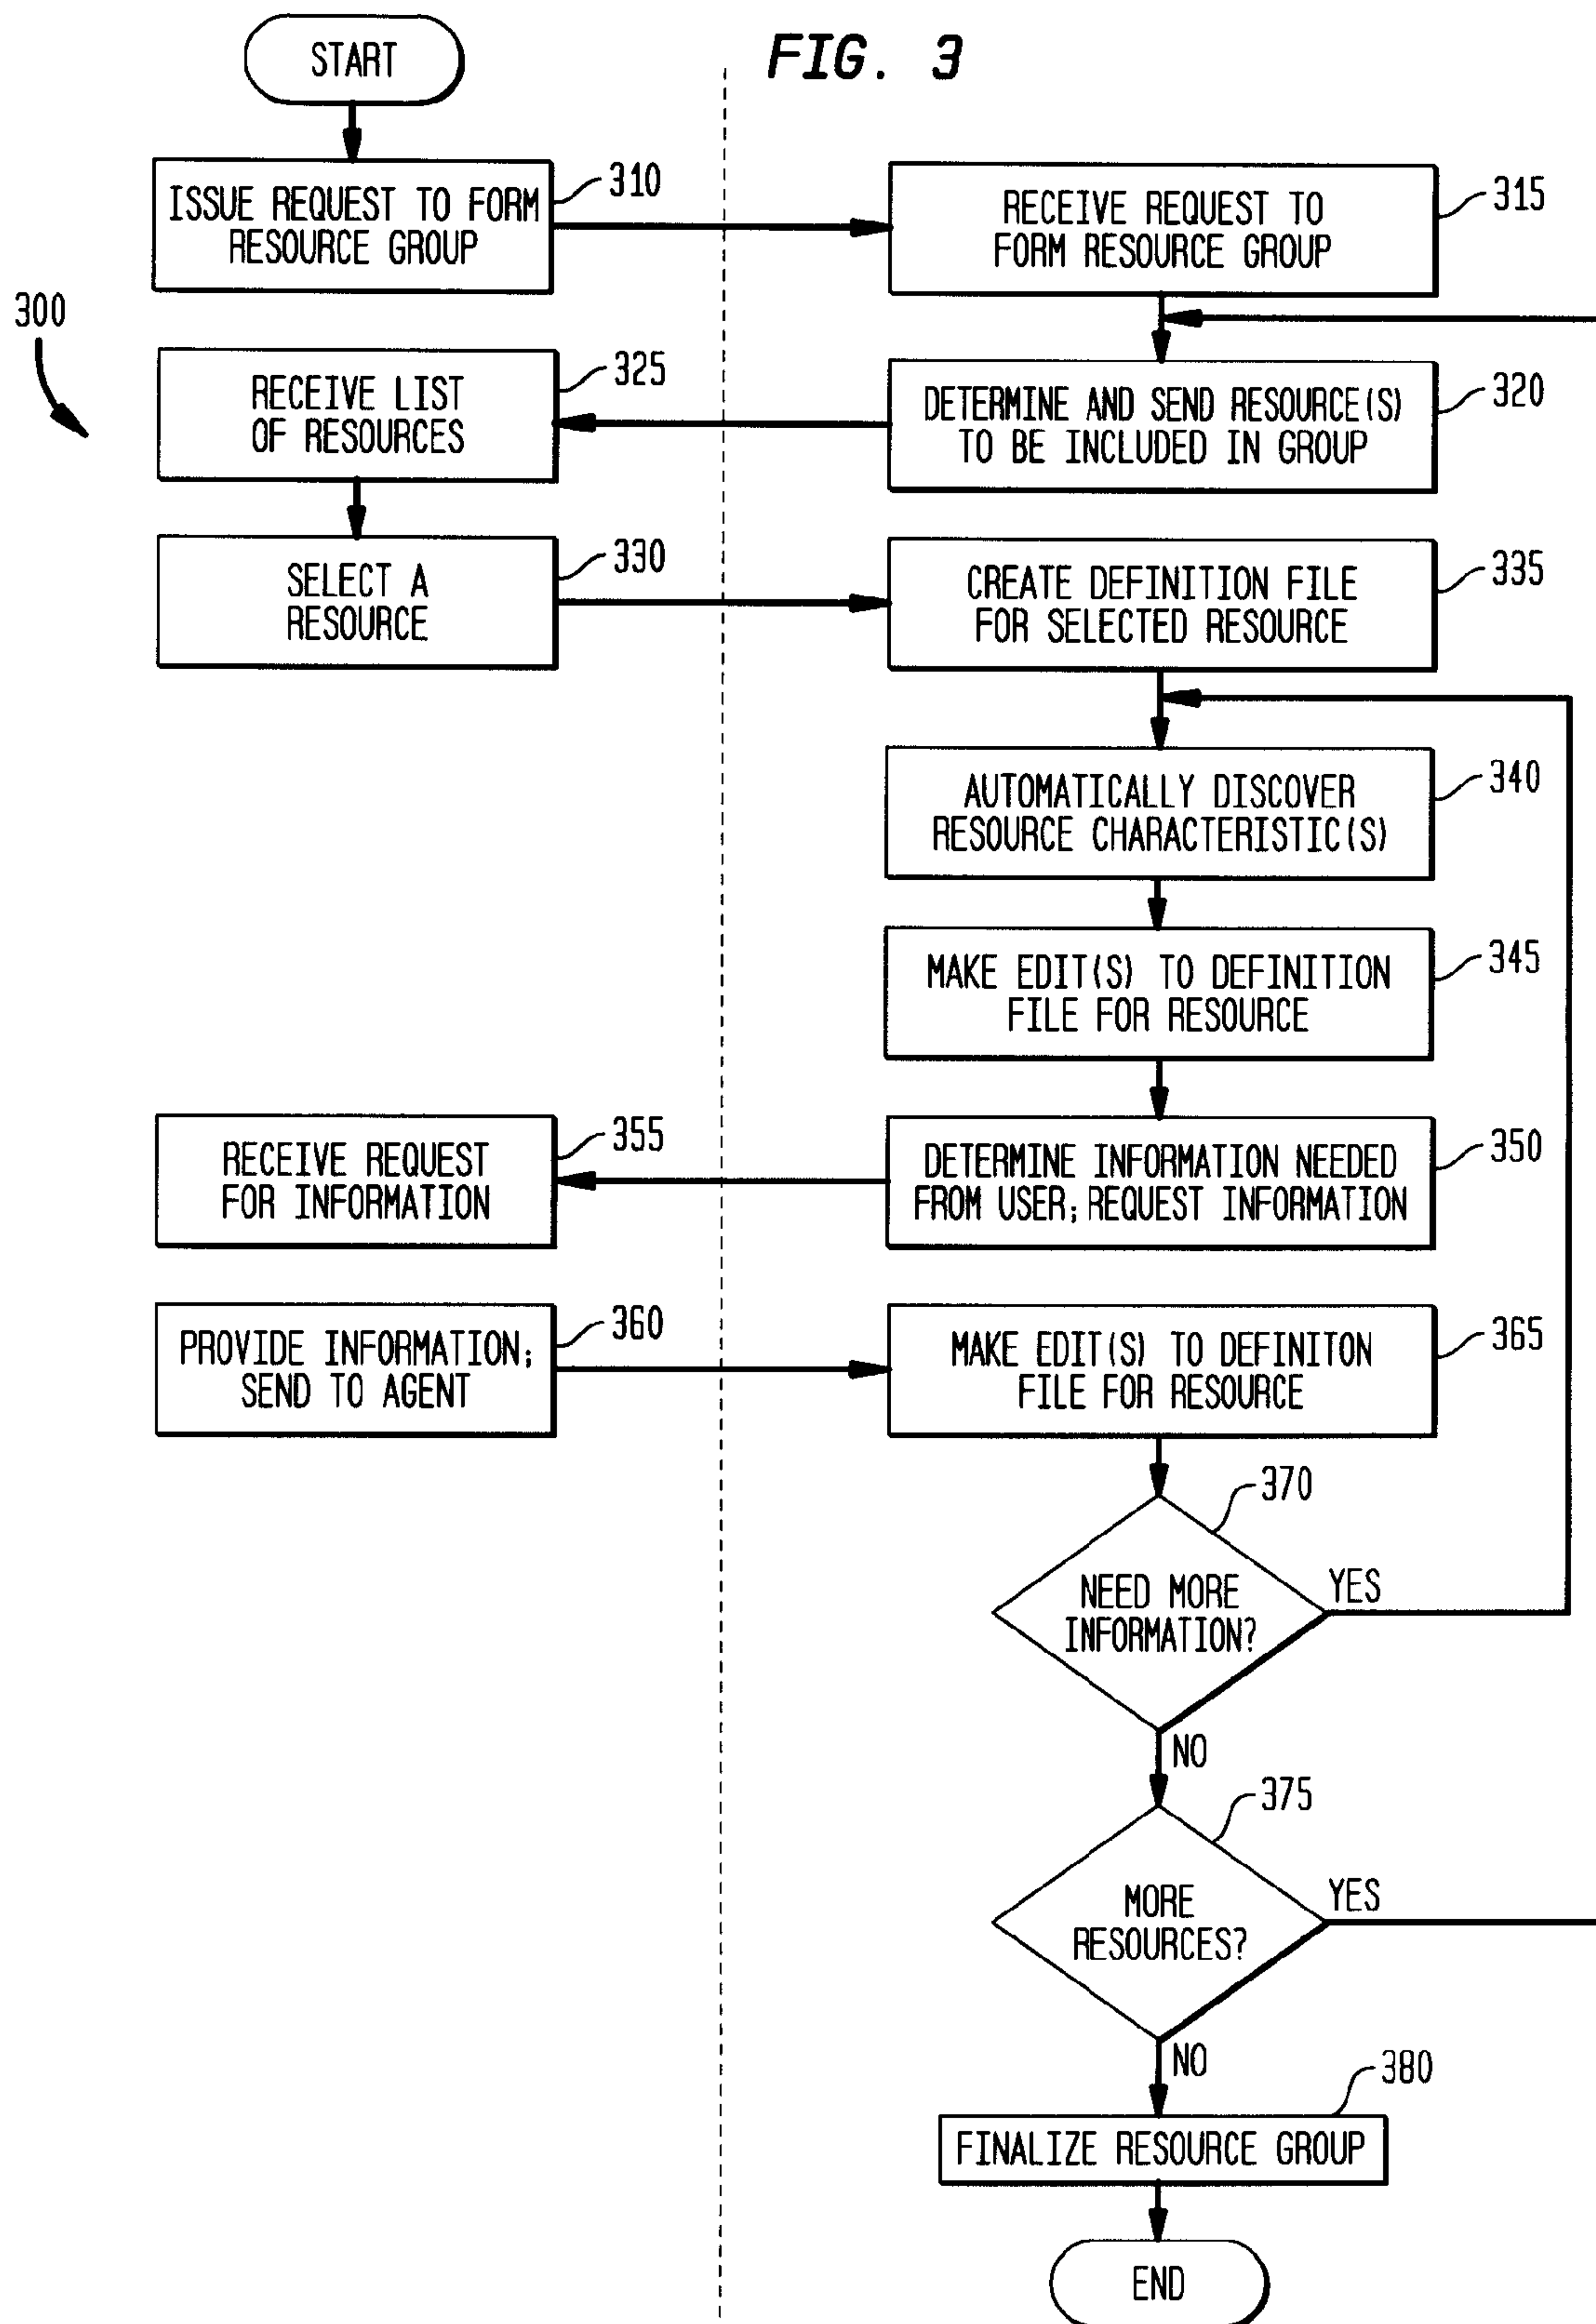 START
FIG. 3
ISSUE REQUEST TO FORM
RESOURCE GROUP
310
RECEIVE REQUEST TO
FORM RESOURCE GROUP
315
300
RECEIVE LIST
OF RESOURCES
325
DETERMINE AND SEND RESOURCE(S)
TO BE INCLUDED IN GROUP
320
SELECT A
RESOURCE
330
CREATE DEFINITION FILE
FOR SELECTED RESOURCE
335
AUTOMATICALLY DISCOVER
RESOURCE CHARACTERISTIC(S)
340
MAKE EDIT(S) TO DEFINITION
FILE FOR RESOURCE
345
RECEIVE REQUEST
FOR INFORMATION
355
DETERMINE INFORMATION NEEDED
FROM USER; REQUEST INFORMATION
350
PROVIDE INFORMATION;
SEND TO AGENT
360
MAKE EDIT(S) TO DEFINITON
FILE FOR RESOURCE
365
370
NEED MORE
INFORMATION?
YES
NO
375
MORE
RESOURCES?
YES
NO
380
FINALIZE RESOURCE GROUP
END